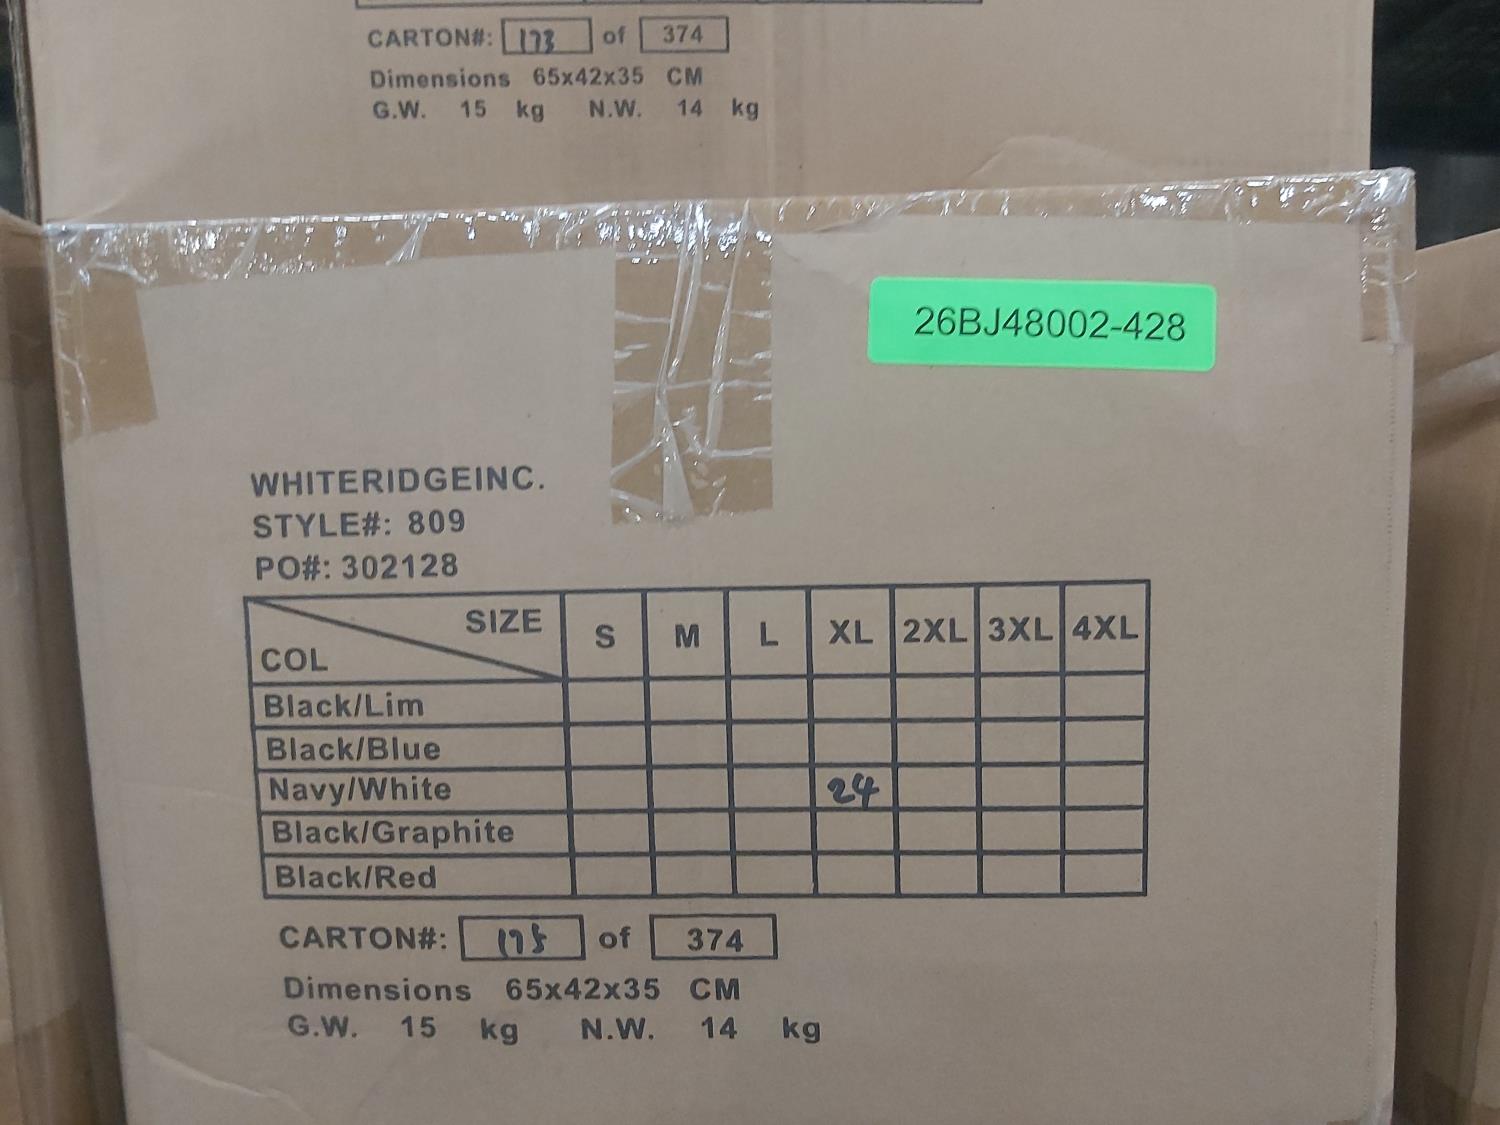 CARTON#: 173 of 374
Dimensions 65x42x35 CM
G.W. 15 kg N.W. 14 kg
26BJ48002-428
WHITERIDGEINC.
STYLE#: 809
PO#: 302128
SIZE S M L XL 2XL 3XL 4XL
COL
Black/Lim
Black/Blue
Navy/White 24
Black/Graphite
Black/Red
CARTON#: 175 of 374
Dimensions 65x42x35 CM
G.W. 15 kg N.W. 14 kg